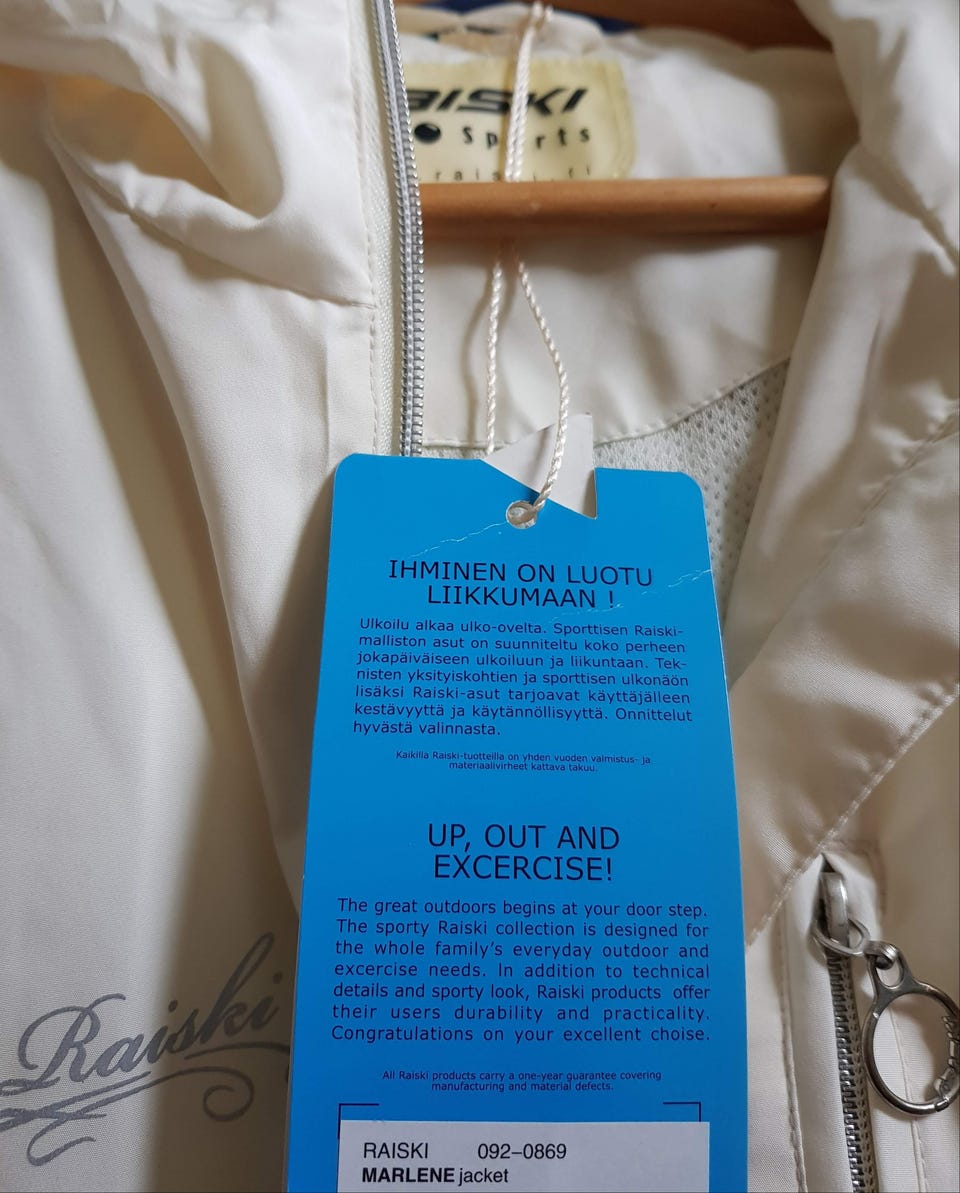 AISKI
Sports
rais
IHMINEN ON LUOTU
LIIKKUMAAN !
Ulkoilu alkaa ulko-ovelta. Sporttisen Raiski-
malliston asut on suunniteltu koko perheen
jokapäiväiseen ulkoiluun ja liikuntaan. Tek-
nisten yksityiskohtien ja sporttisen ulkonäön
lisäksi Raiski-asut tarjoavat käyttäjälleen
kestävyyttä ja käytännöllisyyttä. Onnittelut
hyvästä valinnasta.
Kaikilla Raiski-tuotteilla on yhden vuoden valmistus- ja
materiaalivirheet kattava takuu.
UP, OUT AND
EXCERCISE!
The great outdoors begins at your door step.
The sporty Raiski collection is designed for
the whole family's everyday outdoor and
excercise needs. In addition to technical
details and sporty look, Raiski products offer
their users durability and practicality.
Congratulations on your excellent choise.
All Raiski products carry a one-year guarantee covering
manufacturing and material defects.
Raiski
RAISKI 092-0869
MARLENE jacket